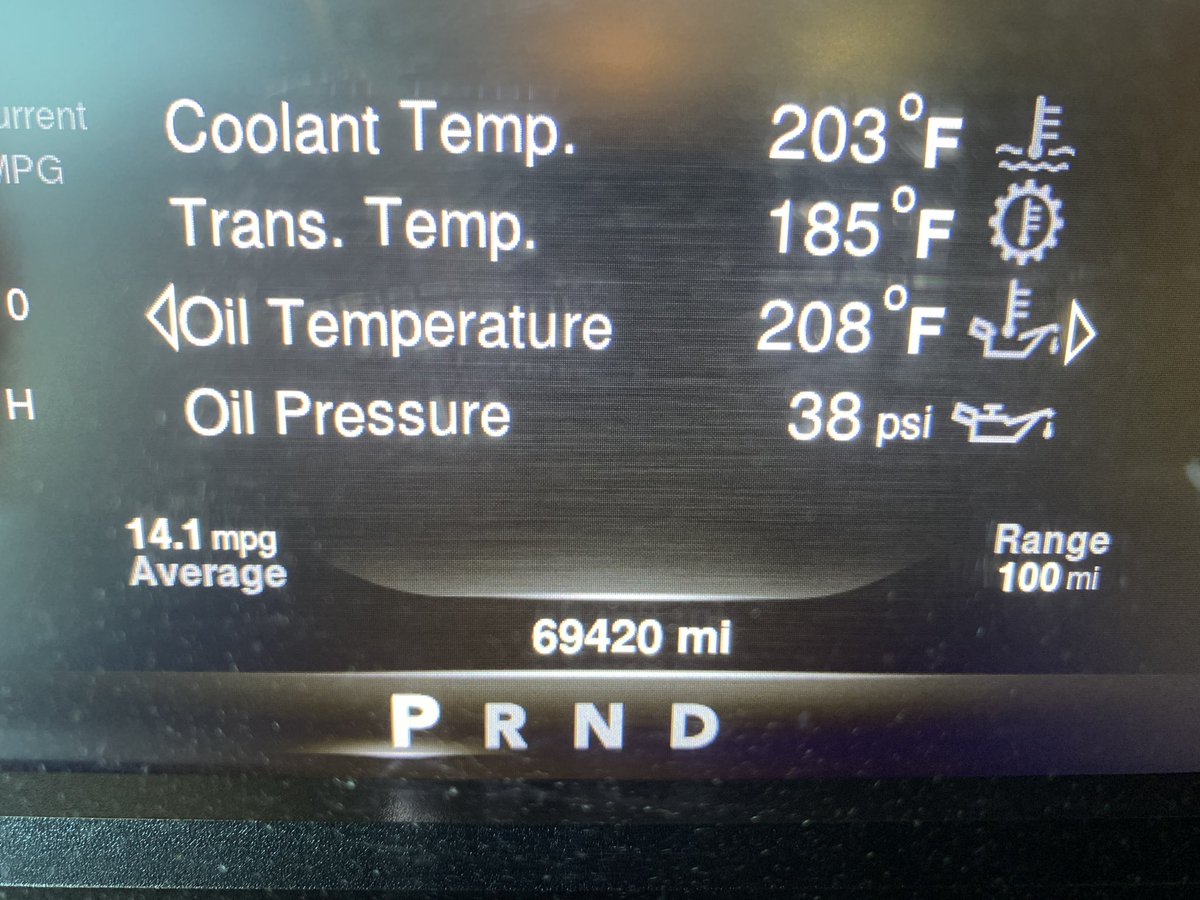 Coolant Temp. 203°F
urrent
MPG
Trans. Temp. 185°F
0
Oil Temperature 208°F
H
Oil Pressure 38 psi
14.1 mpg
Average
Range
100 mi
69420 mi
P R N D